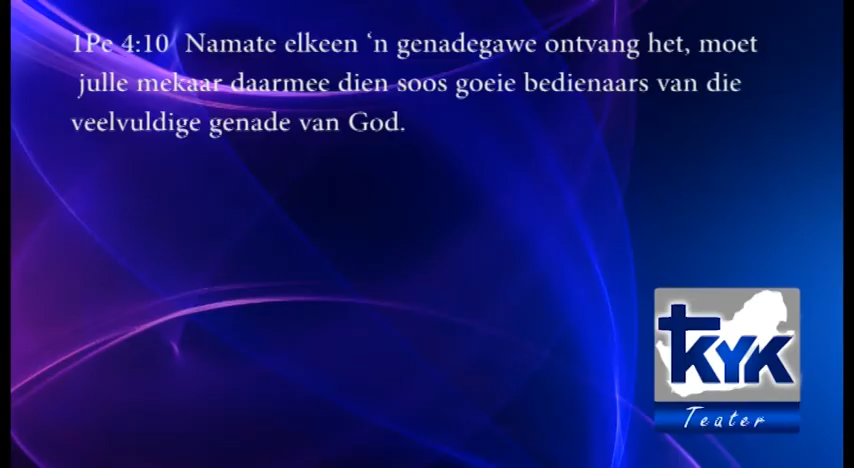 1Pe 4:10  Namate elkeen ‘n genadegawe ontvang het, moet
julle mekaar daarmee dien soos goeie bedienaars van die
veelvuldige genade van God.
KYK
Teater